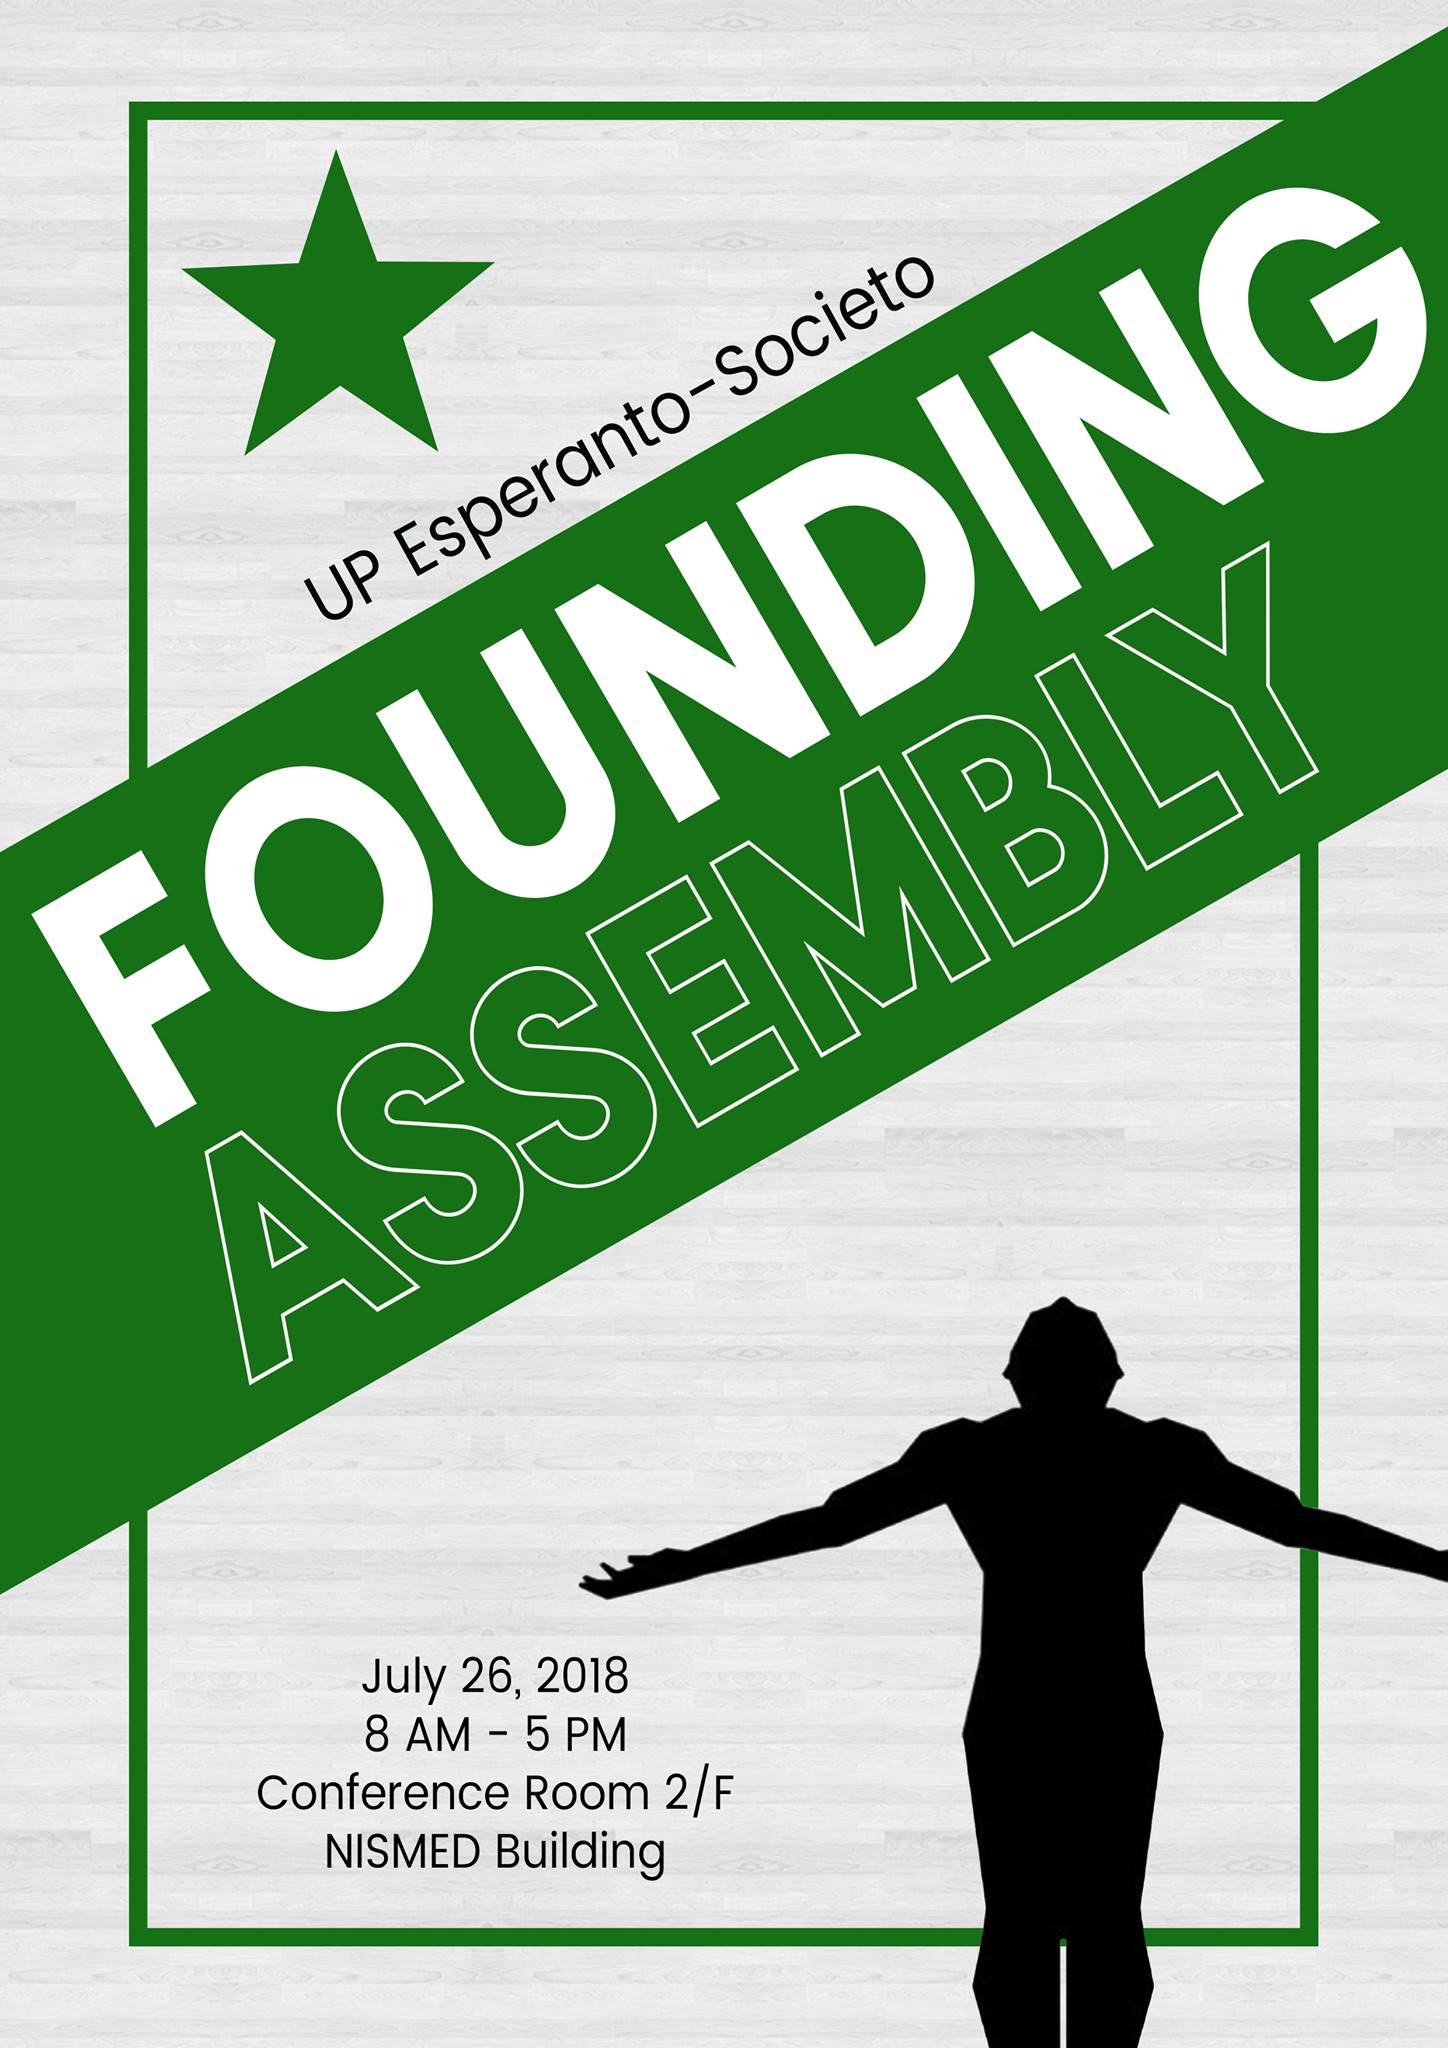 UP Esperanto-Societo
FOUNDING
ASSEMBLY
July 26, 2018
8 AM - 5 PM
Conference Room 2/F
NISMED Building